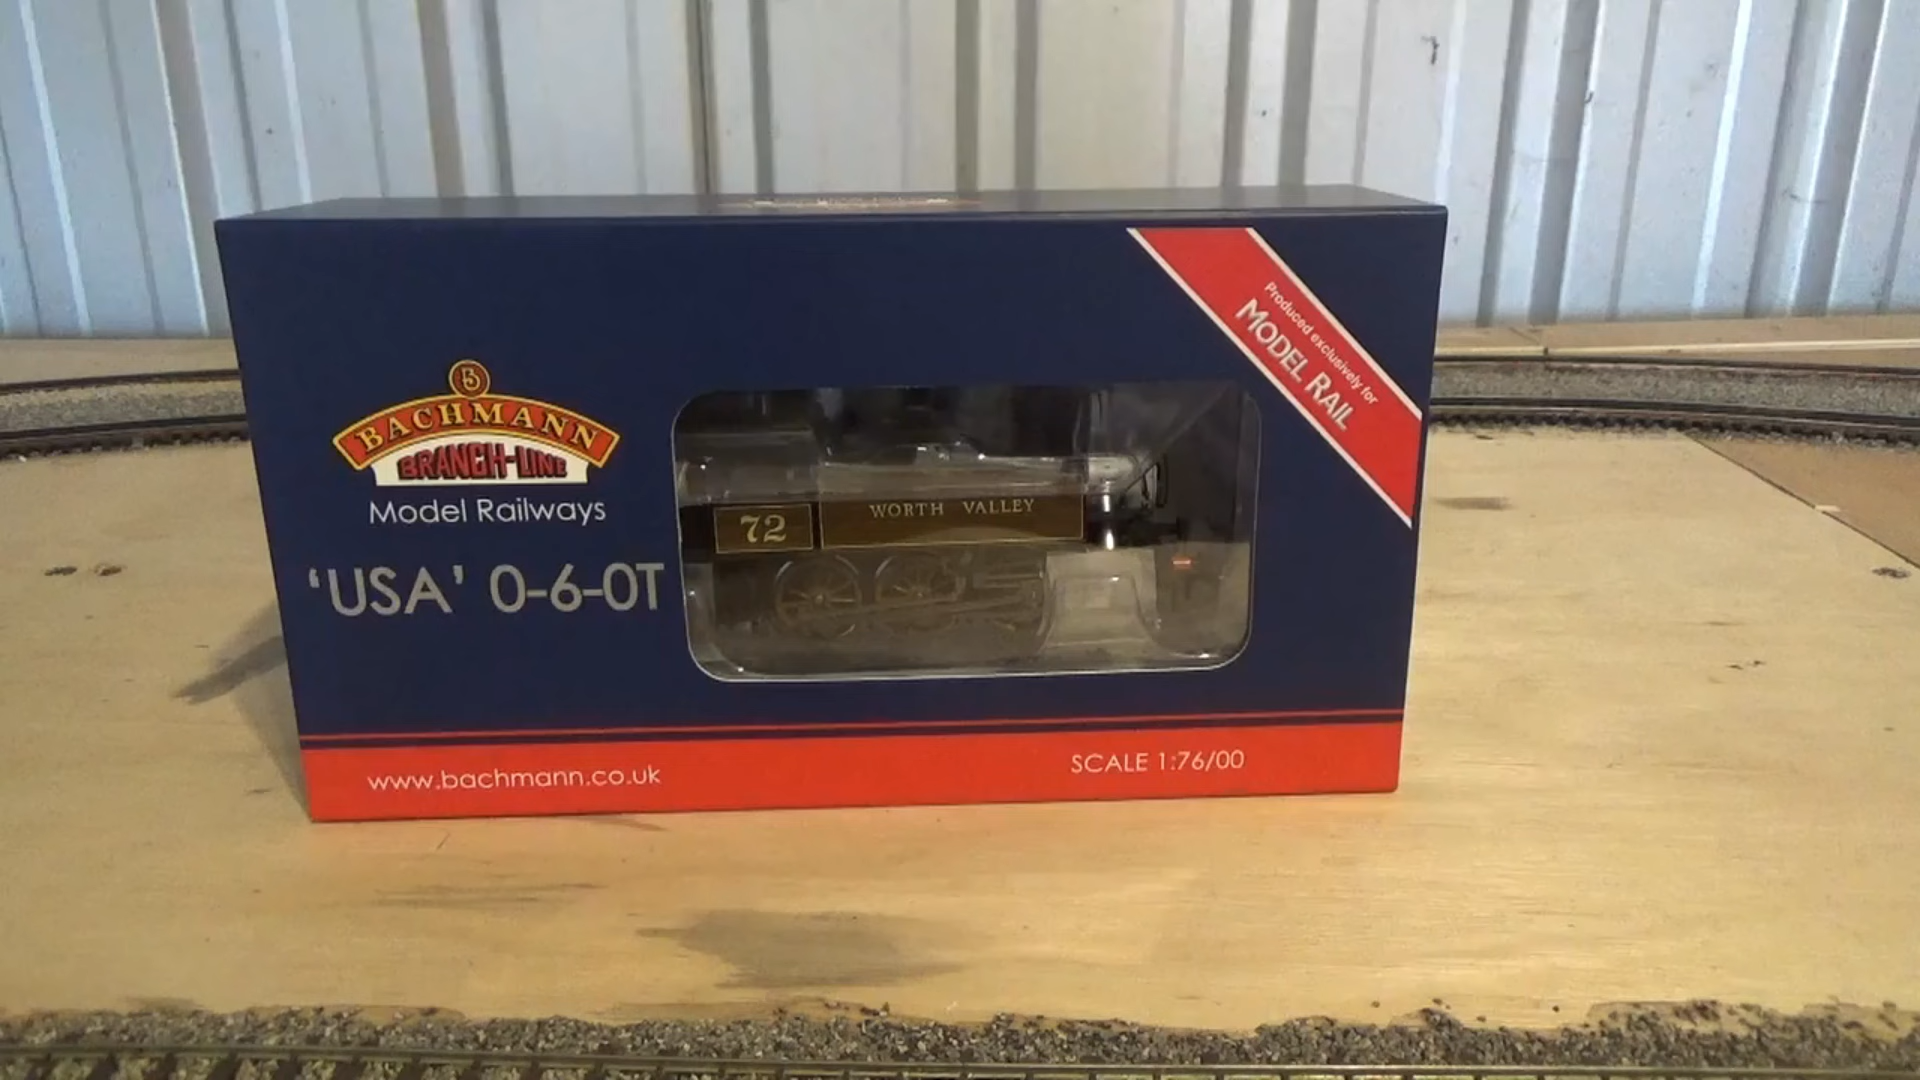 Produced exclusively for
MODEL RAIL
B
BACHMANN
BRANCH-LINE
Model Railways
'USA' 0-6-0T
72
WORTH VALLEY
www.bachmann.co.uk
SCALE 1:76/00